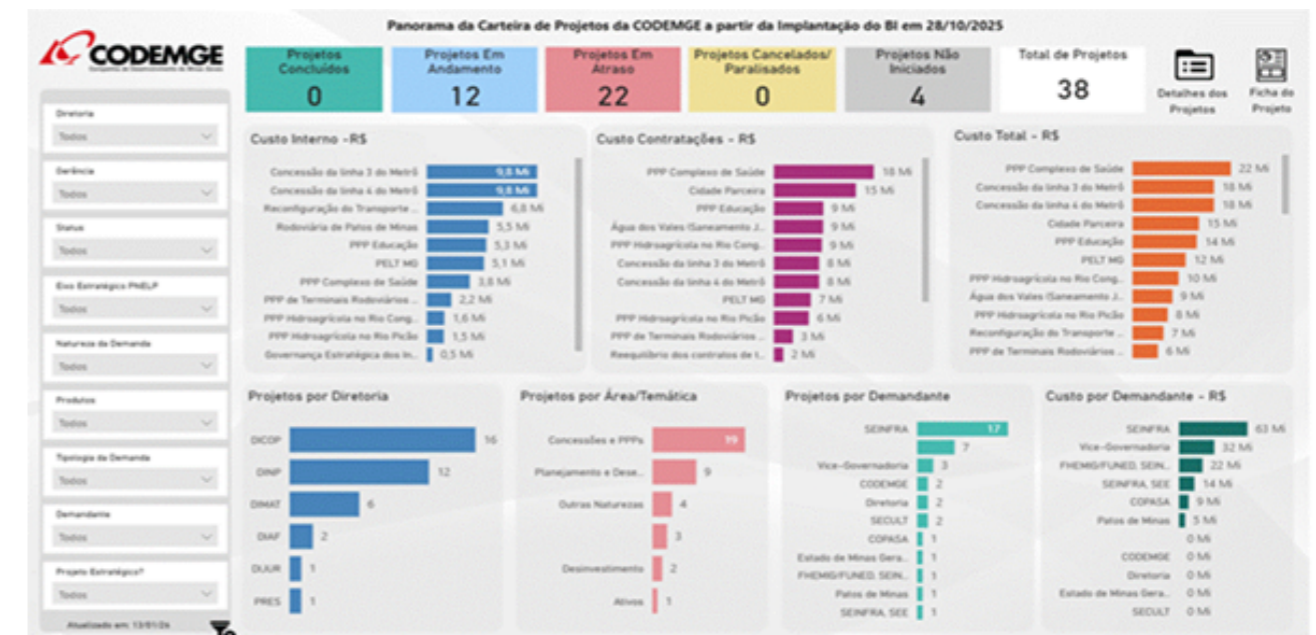 Panorama da Carteira de Projetos da CODEMGE a partir da Implantação do BI em 28/10/2025
CODEMGE
Projetos Concluídos
0
Projetos Em Andamento
12
Projetos Em Atraso
22
Projetos Cancelados/ Paralisados
0
Projetos Não Iniciados
4
Total de Projetos
38
Detalhes dos Projetos
Ficha do Projeto
Diretoria
Todos
Gerência
Todos
Status
Todos
Eixo Estratégico PNELP
Todos
Natureza da Demanda
Todos
Produtos
Todos
Tipologia da Demanda
Todos
Demandante
Todos
Projeto Estratégico?
Todos
Atualizado em: 13/01/26
Custo Interno -R$
Concessão da linha 3 do Metrô 9,8 Mi
Concessão da linha 4 do Metrô 9,8 Mi
Reconfiguração do Transporte ... 6,8 Mi
Rodoviária de Patos de Minas 5,5 Mi
PPP Educação 5,3 Mi
PELT MG 5,1 Mi
PPP Complexo de Saúde 3,8 Mi
PPP de Terminais Rodoviários ... 2,2 Mi
PPP Hidroagrícola no Rio Cong... 1,6 Mi
PPP Hidroagrícola no Rio Picão 1,5 Mi
Governança Estratégica dos In... 0,5 Mi
Custo Contratações - R$
PPP Complexo de Saúde 18 Mi
Cidade Parceira 15 Mi
PPP Educação 9 Mi
Água dos Vales (Saneamento J... 9 Mi
PPP Hidroagrícola no Rio Cong... 9 Mi
Concessão da linha 3 do Metrô 8 Mi
Concessão da linha 4 do Metrô 8 Mi
PELT MG 7 Mi
PPP Hidroagrícola no Rio Picão 6 Mi
PPP de Terminais Rodoviários ... 3 Mi
Reequilíbrio dos contratos de t... 2 Mi
Custo Total - R$
PPP Complexo de Saúde 22 Mi
Concessão da linha 3 do Metrô 18 Mi
Concessão da linha 4 do Metrô 18 Mi
Cidade Parceira 15 Mi
PPP Educação 14 Mi
PELT MG 12 Mi
PPP Hidroagrícola no Rio Cong... 10 Mi
Água dos Vales (Saneamento J... 9 Mi
PPP Hidroagrícola no Rio Picão 8 Mi
Reconfiguração do Transporte ... 7 Mi
PPP de Terminais Rodoviários ... 6 Mi
Projetos por Diretoria
DICOP 16
DINP 12
DIMAT 6
DIAF 2
DIJUR 1
PRES 1
Projetos por Área/Temática
Concessões e PPPs 19
Planejamento e Dese... 9
Outras Naturezas 4
3
Desinvestimento 2
Ativos 1
Projetos por Demandante
SEINFRA 17
7
Vice-Governadoria 3
CODEMGE 2
Diretoria 2
SECULT 2
COPASA 1
Estado de Minas Gera... 1
FHEMIG/FUNED, SEIN... 1
Patos de Minas 1
SEINFRA, SEE 1
Custo por Demandante - R$
SEINFRA 63 Mi
Vice-Governadoria 32 Mi
FHEMIG/FUNED, SEIN... 22 Mi
SEINFRA, SEE 14 Mi
COPASA 9 Mi
Patos de Minas 5 Mi
0 Mi
CODEMGE 0 Mi
Diretoria 0 Mi
Estado de Minas Gera... 0 Mi
SECULT 0 Mi